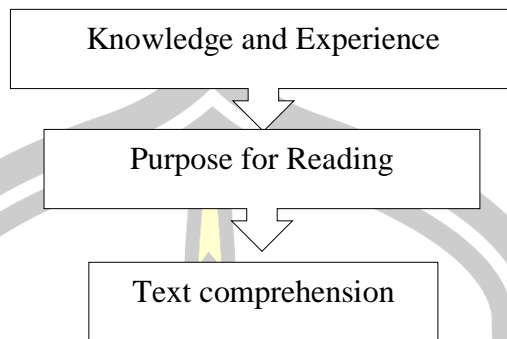 Knowledge and Experience
Purpose for Reading
Text comprehension